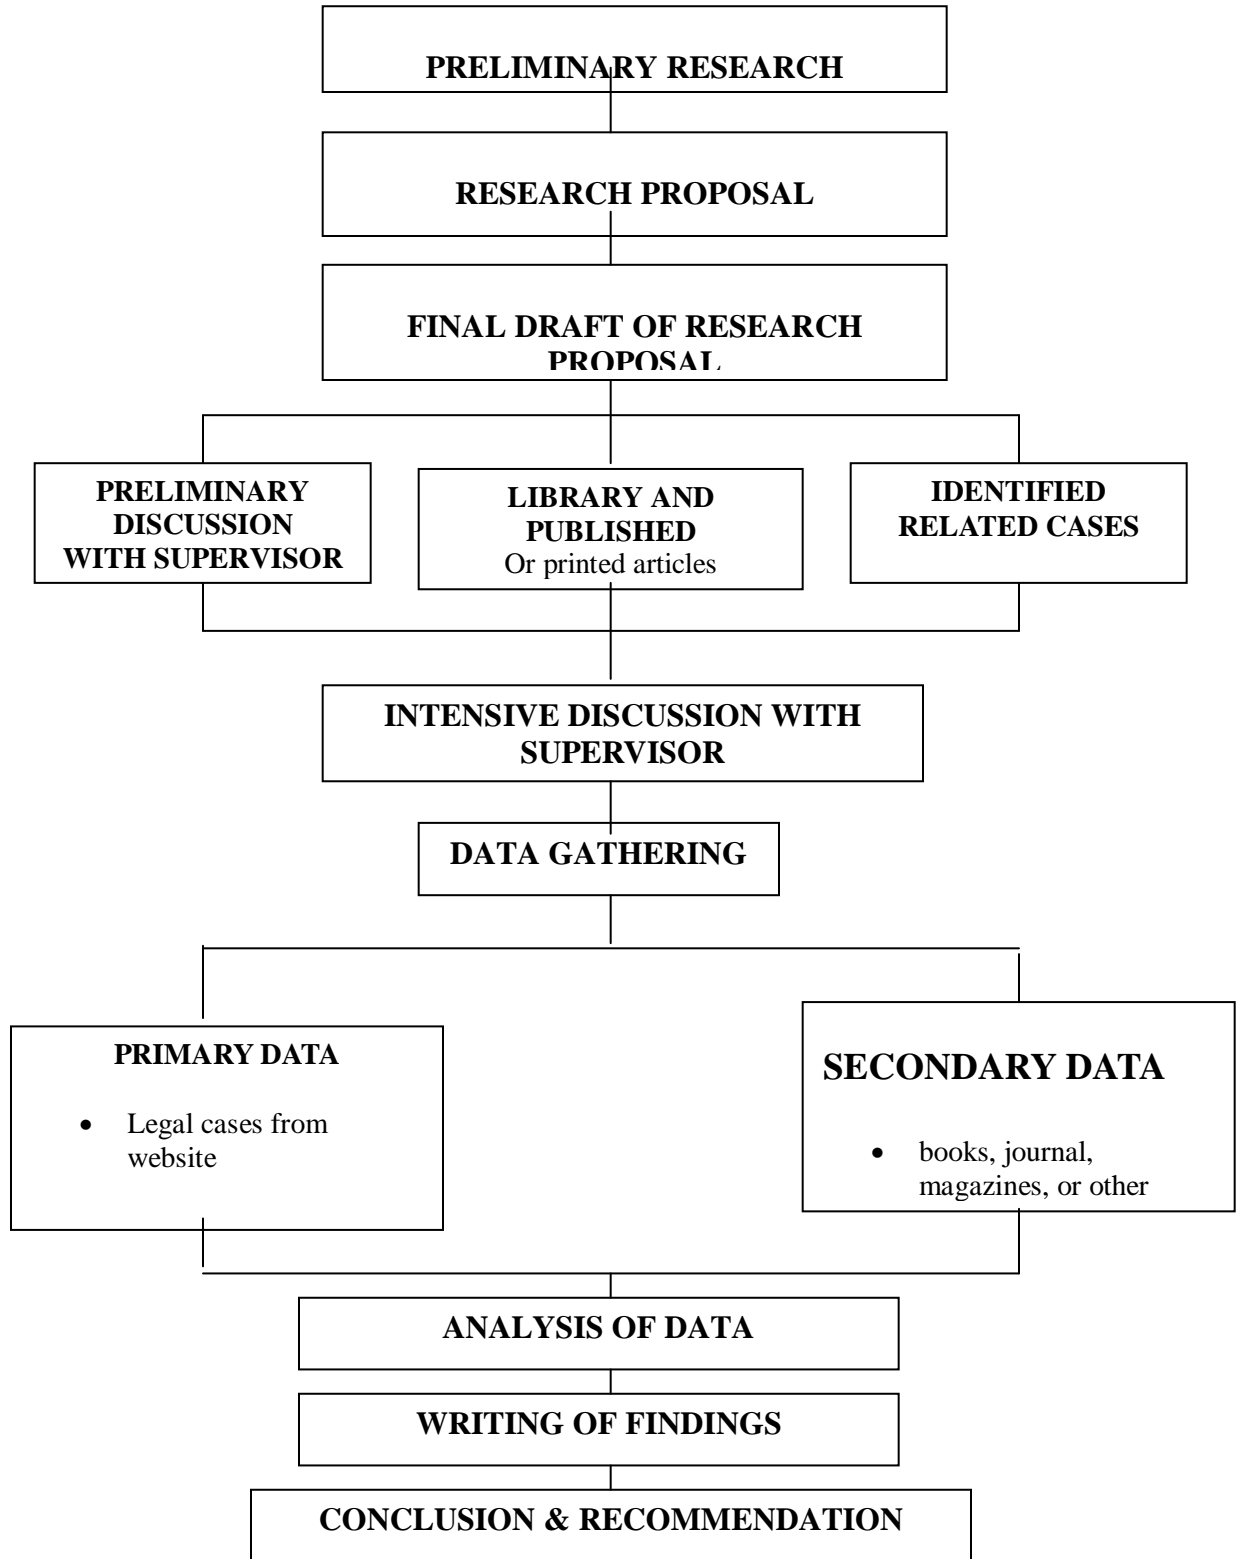 PRELIMINARY RESEARCH
RESEARCH PROPOSAL
FINAL DRAFT OF RESEARCH
PROPOSAL
PRELIMINARY
DISCUSSION
WITH SUPERVISOR
LIBRARY AND
PUBLISHED
Or printed articles
IDENTIFIED
RELATED CASES
INTENSIVE DISCUSSION WITH
SUPERVISOR
DATA GATHERING
PRIMARY DATA
• Legal cases from
website
SECONDARY DATA
• books, journal,
magazines, or other
ANALYSIS OF DATA
WRITING OF FINDINGS
CONCLUSION & RECOMMENDATION